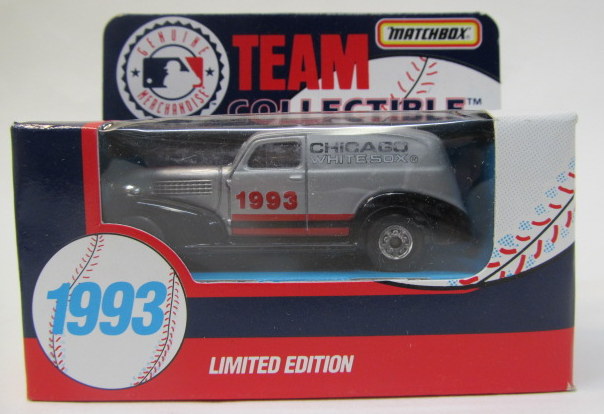 GENUINE
MERCHANDISE
TEAM
COLLECTIBLE™
MATCHBOX
CHICAGO
WHITE SOX
1993
1993
LIMITED EDITION